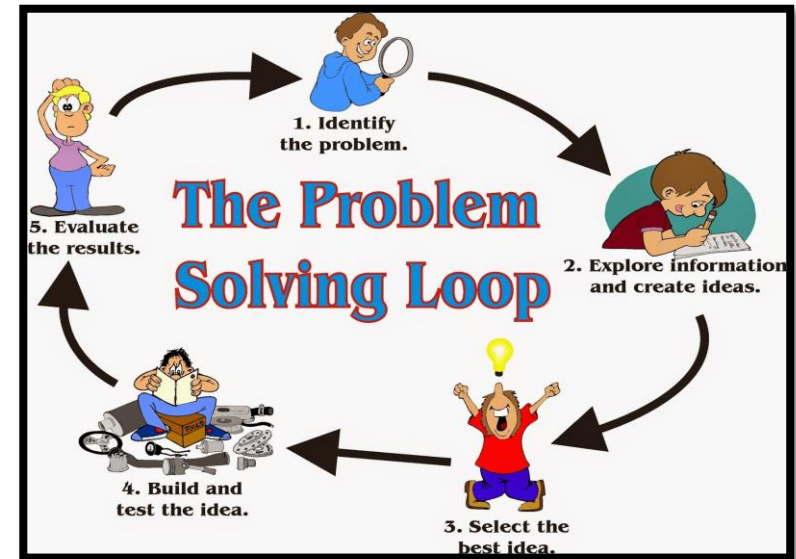 The Problem
Solving Loop
1. Identify
the problem.
2. Explore information
and create ideas.
3. Select the
best idea.
4. Build and
test the idea.
5. Evaluate
the results.